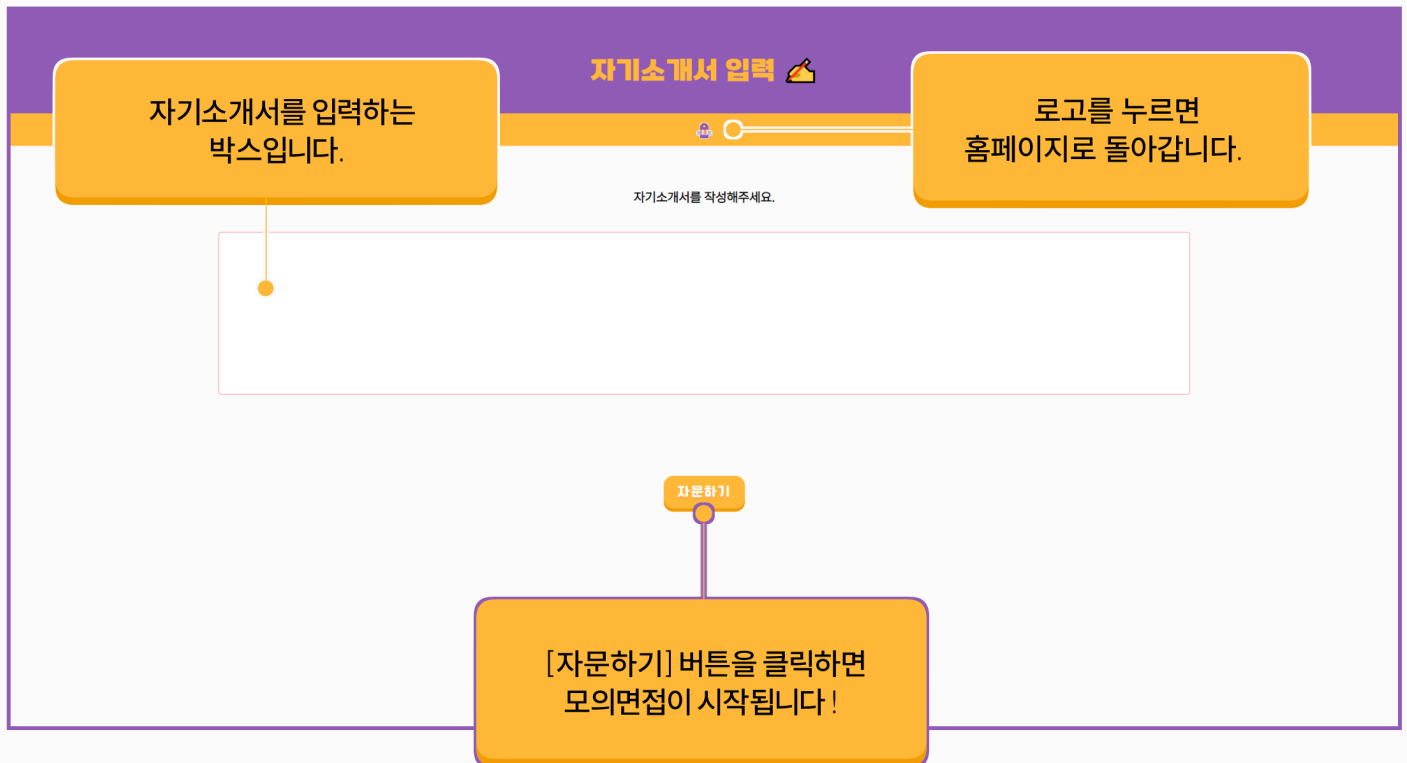 자기소개서 입력
자기소개서를 입력하는
박스입니다.
로고를 누르면
홈페이지로 돌아갑니다.
자기소개서를 작성해주세요.
자문하기
[자문하기] 버튼을 클릭하면
모의면접이 시작됩니다 !